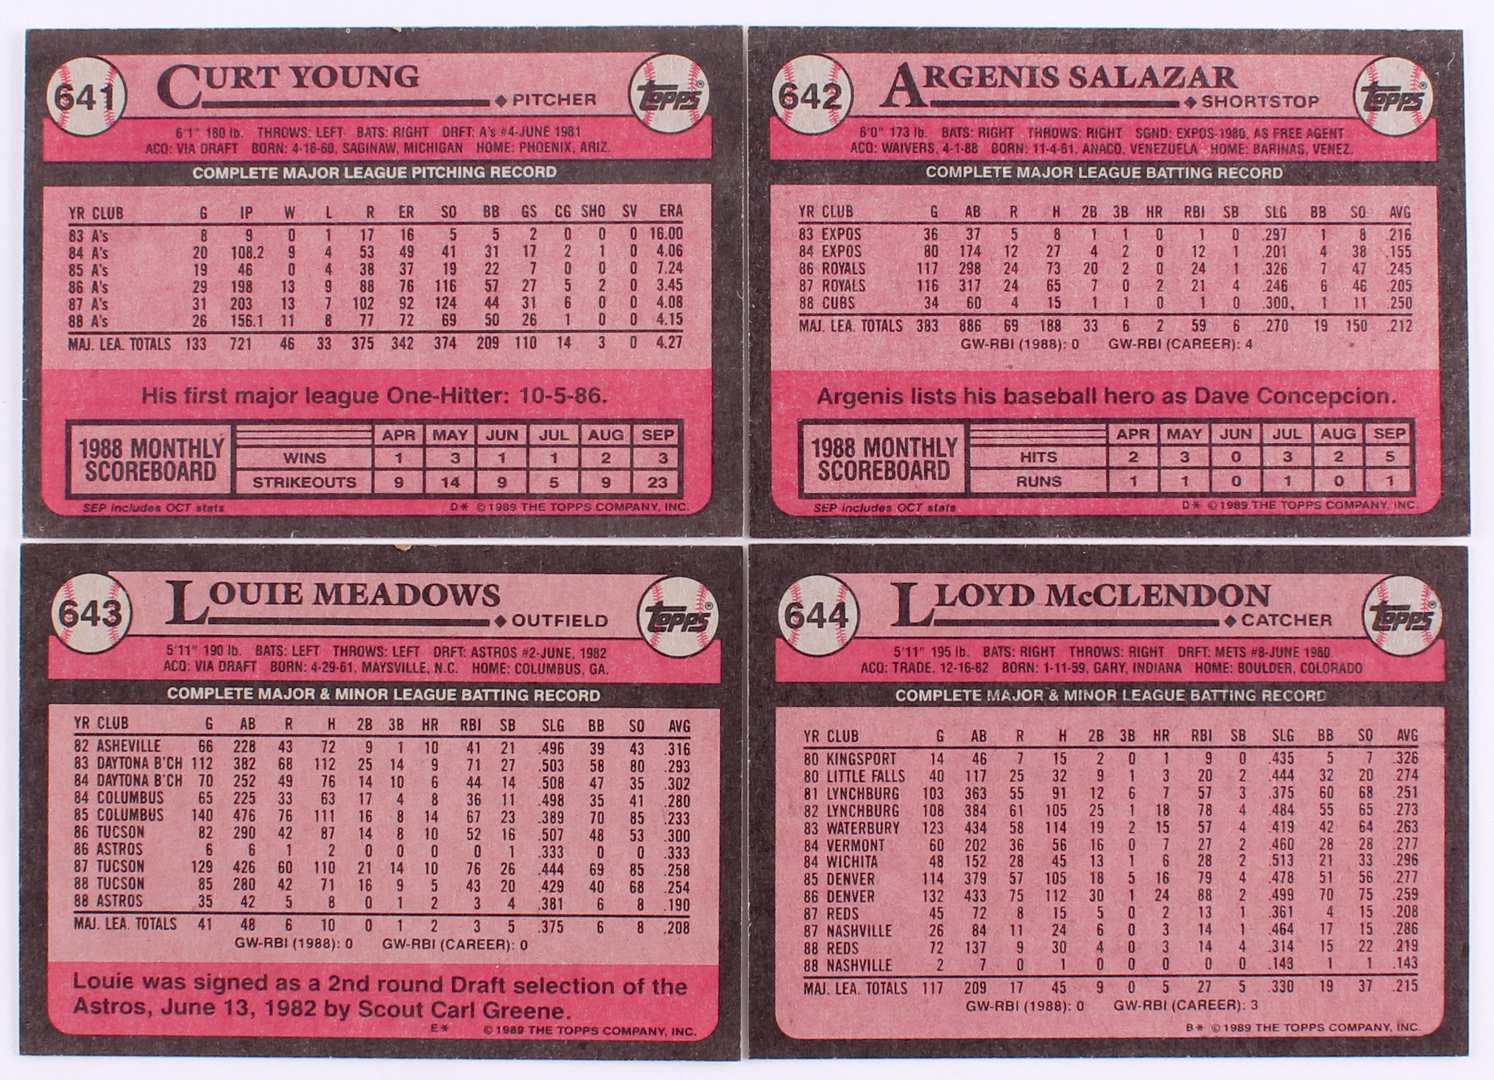 641
CURT YOUNG
PITCHER
Topps®
6'1" 180 lb. THROWS: LEFT BATS: RIGHT DRFT: A's #4-JUNE 1981
ACQ: VIA DRAFT BORN: 4-16-60, SAGINAW, MICHIGAN HOME: PHOENIX, ARIZ.
COMPLETE MAJOR LEAGUE PITCHING RECORD
YR CLUB G IP W L R ER SO BB GS CG SHO SV ERA
83 A's 8 9 0 1 17 16 5 5 2 0 0 0 16.00
84 A's 20 108.2 9 4 53 49 41 31 17 2 1 0 4.06
85 A's 19 46 0 4 38 37 19 22 7 0 0 0 7.24
86 A's 29 198 13 9 88 76 116 57 27 5 2 0 3.45
87 A's 31 203 13 7 102 92 124 44 31 6 0 0 4.08
88 A's 26 156.1 11 8 77 72 69 50 26 1 0 0 4.15
MAJ. LEA. TOTALS 133 721 46 33 375 342 374 209 110 14 3 0 4.27
His first major league One-Hitter: 10-5-86.
1988 MONTHLY SCOREBOARD
APR MAY JUN JUL AUG SEP
WINS 1 3 1 1 2 3
STRIKEOUTS 9 14 9 5 9 23
SEP includes OCT stats
D* ©1989 THE TOPPS COMPANY, INC.
642
ARGENIS SALAZAR
SHORTSTOP
Topps®
6'0" 173 lb. BATS: RIGHT THROWS: RIGHT SGND: EXPOS-1980, AS FREE AGENT
ACQ: WAIVERS, 4-1-88 BORN: 11-4-61, ANACO, VENEZUELA HOME: BARINAS, VENEZ.
COMPLETE MAJOR LEAGUE BATTING RECORD
YR CLUB G AB R H 2B 3B HR RBI SB SLG BB SO AVG
83 EXPOS 36 37 5 8 1 1 0 1 0 .297 1 8 .216
84 EXPOS 80 174 12 27 4 2 0 12 1 .201 4 38 .155
86 ROYALS 117 298 24 73 20 2 0 24 1 .326 7 47 .245
87 ROYALS 116 317 24 65 7 0 2 21 4 .246 6 46 .205
88 CUBS 34 60 4 15 1 1 0 1 0 .300 1 11 .250
MAJ. LEA. TOTALS 383 886 69 188 33 6 2 59 6 .270 19 150 .212
GW-RBI (1988): 0 GW-RBI (CAREER): 4
Argenis lists his baseball hero as Dave Concepcion.
1988 MONTHLY SCOREBOARD
APR MAY JUN JUL AUG SEP
HITS 2 3 0 3 2 5
RUNS 1 1 0 1 0 1
SEP includes OCT stats
D* ©1989 THE TOPPS COMPANY, INC.
643
LOUIE MEADOWS
OUTFIELD
Topps®
5'11" 190 lb. BATS: LEFT THROWS: LEFT DRFT: ASTROS #2-JUNE, 1982
ACQ: VIA DRAFT BORN: 4-29-61, MAYSVILLE, N.C. HOME: COLUMBUS, GA.
COMPLETE MAJOR & MINOR LEAGUE BATTING RECORD
YR CLUB G AB R H 2B 3B HR RBI SB SLG BB SO AVG
82 ASHEVILLE 66 228 43 72 9 1 10 41 21 .496 39 43 .316
83 DAYTONA B'CH 112 382 68 112 25 14 9 71 27 .503 58 80 .293
84 DAYTONA B'CH 70 252 49 76 14 10 6 44 14 .508 47 35 .302
84 COLUMBUS 65 225 33 63 17 4 8 36 11 .498 35 41 .280
85 COLUMBUS 140 476 76 111 16 8 14 67 23 .389 70 85 .233
86 TUCSON 82 290 42 87 14 8 10 52 16 .507 48 53 .300
86 ASTROS 6 6 1 2 0 0 0 0 1 .333 0 0 .333
87 TUCSON 129 426 60 110 21 14 10 76 26 .444 69 85 .258
88 TUCSON 85 280 42 71 16 9 5 43 20 .429 40 68 .254
88 ASTROS 35 42 5 8 0 1 2 3 4 .381 6 8 .190
MAJ. LEA. TOTALS 41 48 6 10 0 1 2 3 5 .375 6 8 .208
GW-RBI (1988): 0 GW-RBI (CAREER): 0
Louie was signed as a 2nd round Draft selection of the
Astros, June 13, 1982 by Scout Carl Greene.
E* ©1989 THE TOPPS COMPANY, INC.
644
LLOYD McCLENDON
CATCHER
Topps®
5'11" 195 lb. BATS: RIGHT THROWS: RIGHT DRFT: METS #8-JUNE 1980
ACQ: TRADE, 12-16-82 BORN: 1-11-59, GARY, INDIANA HOME: BOULDER, COLORADO
COMPLETE MAJOR & MINOR LEAGUE BATTING RECORD
YR CLUB G AB R H 2B 3B HR RBI SB SLG BB SO AVG
80 KINGSPORT 14 46 7 15 2 0 1 9 0 .435 5 7 .326
80 LITTLE FALLS 40 117 25 32 9 1 3 20 2 .444 32 20 .274
81 LYNCHBURG 103 363 55 91 12 6 7 57 3 .375 60 68 .251
82 LYNCHBURG 108 384 61 105 25 1 18 78 4 .484 55 65 .273
83 WATERBURY 123 434 58 114 19 2 15 57 4 .419 42 64 .263
84 VERMONT 60 202 36 56 16 0 7 27 2 .460 28 28 .277
84 WICHITA 48 152 28 45 13 1 6 28 2 .513 21 33 .296
85 DENVER 114 379 57 105 18 5 16 79 4 .478 51 56 .277
86 DENVER 132 433 75 112 30 1 24 88 2 .499 70 75 .259
87 REDS 45 72 8 15 5 0 2 13 1 .361 4 15 .208
87 NASHVILLE 26 84 11 24 6 0 3 14 1 .464 17 15 .286
88 REDS 72 137 9 30 4 0 3 14 4 .314 15 22 .219
88 NASHVILLE 2 7 0 1 0 0 0 0 0 .143 1 1 .143
MAJ. LEA. TOTALS 117 209 17 45 9 0 5 27 5 .330 19 37 .215
GW-RBI (1988): 0 GW-RBI (CAREER): 3
B* ©1989 THE TOPPS COMPANY, INC.